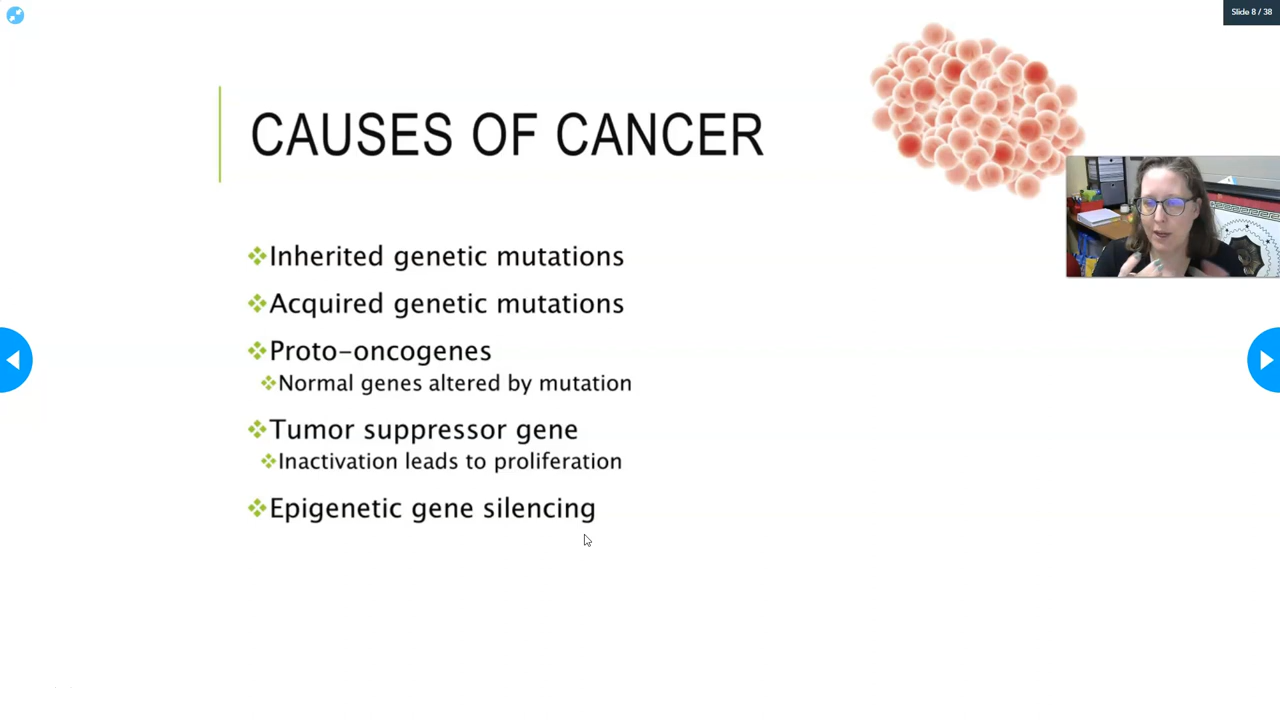 Slide 8 / 38
CAUSES OF CANCER
Inherited genetic mutations
Acquired genetic mutations
Proto-oncogenes
Normal genes altered by mutation
Tumor suppressor gene
Inactivation leads to proliferation
Epigenetic gene silencing